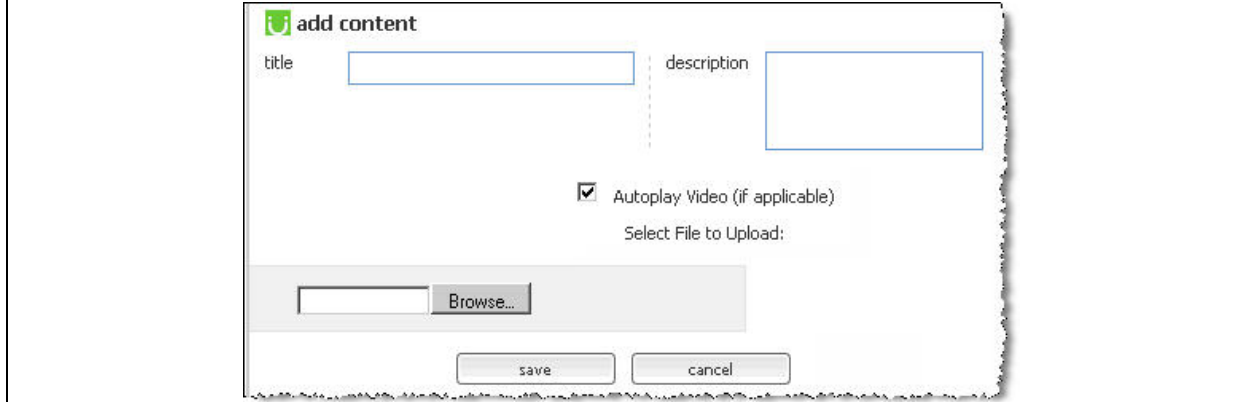 add content
title
description
Autoplay Video (if applicable)
Select File to Upload:
Browse...
save
cancel